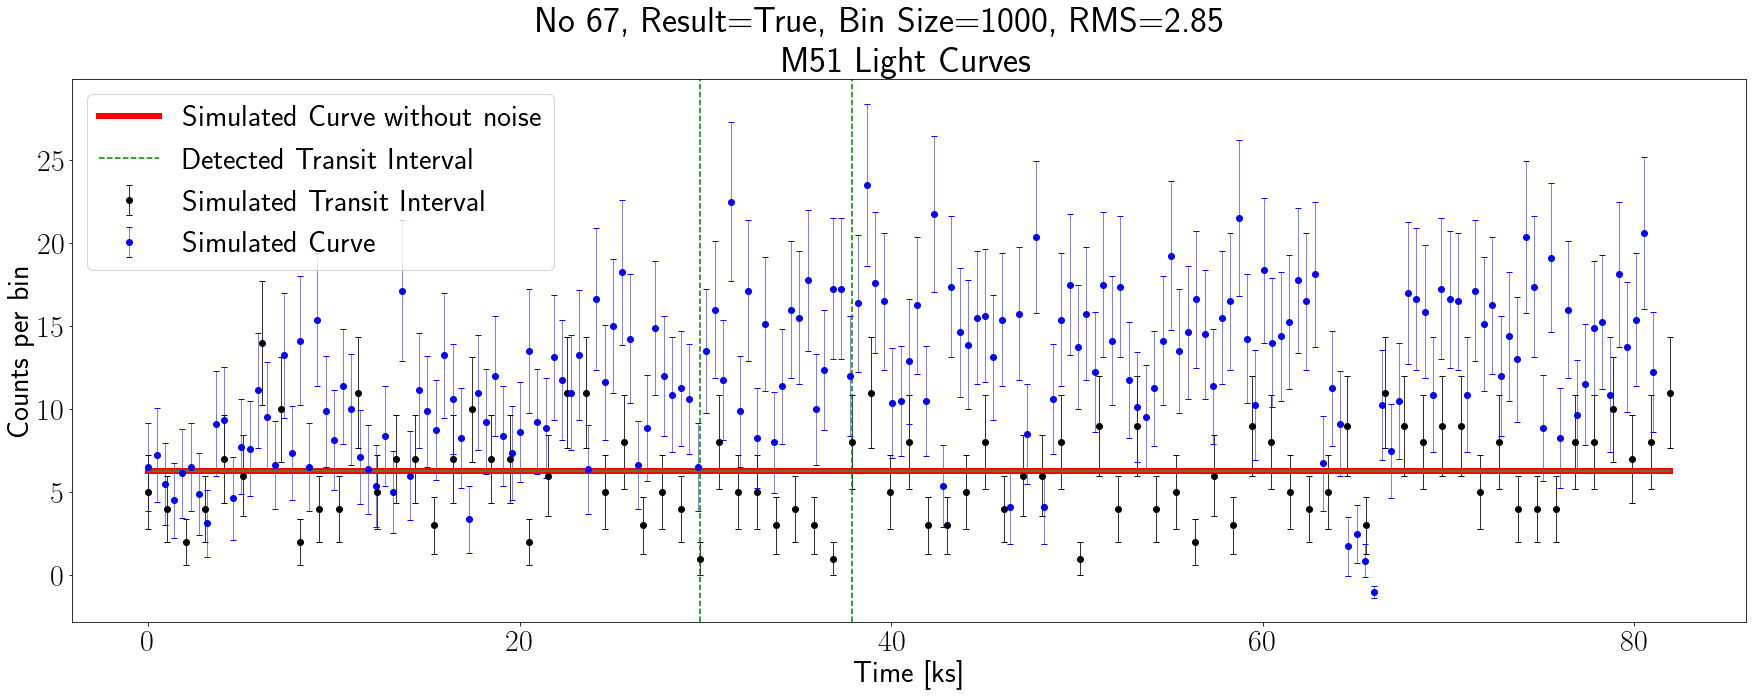 No 67, Result=True, Bin Size=1000, RMS=2.85
M51 Light Curves
Simulated Curve without noise
Detected Transit Interval
Simulated Transit Interval
Simulated Curve
Counts per bin
25
20
15
10
5
0
0 20 40 60 80
Time [ks]